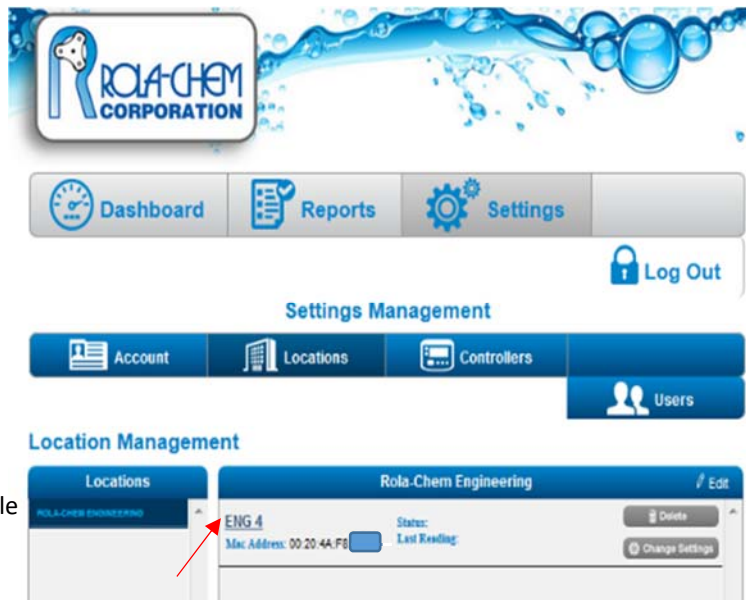 ROLA-CHEM
CORPORATION
Dashboard
Reports
Settings
Log Out
Settings Management
Account
Locations
Controllers
Users
Location Management
Locations
Rola-Chem Engineering
Edit
le
ROLA-CHEM ENGINEERING
ENG 4
Status:
Delete
Mac Address: 00:20:4A:F8
Last Reading:
Change Settings